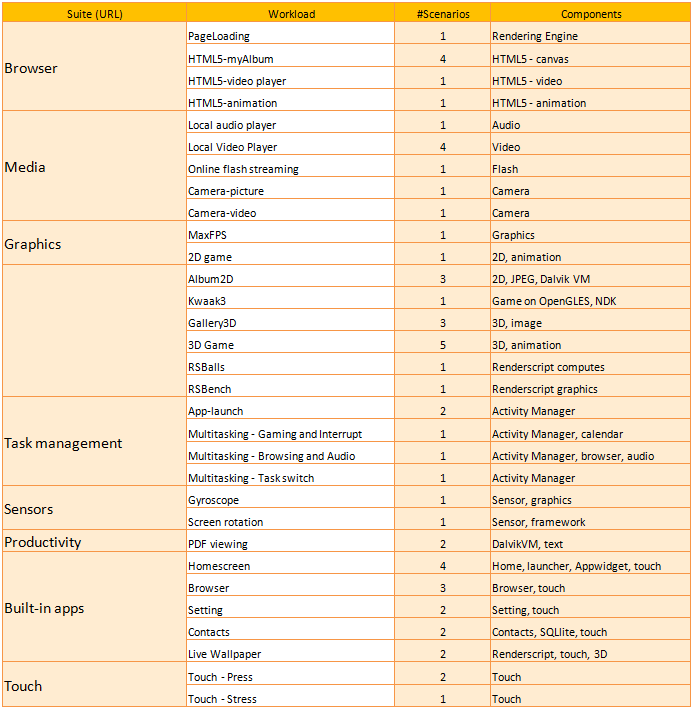 Suite (URL) Workload #Scenarios Components
Browser
PageLoading 1 Rendering Engine
HTML5-myAlbum 4 HTML5 - canvas
HTML5-video player 1 HTML5 - video
HTML5-animation 1 HTML5 - animation
Media
Local audio player 1 Audio
Local Video Player 4 Video
Online flash streaming 1 Flash
Camera-picture 1 Camera
Camera-video 1 Camera
Graphics
MaxFPS 1 Graphics
2D game 1 2D, animation
Album2D 3 2D, JPEG, Dalvik VM
Kwaak3 1 Game on OpenGLES, NDK
Gallery3D 3 3D, image
3D Game 5 3D, animation
RSBalls 1 Renderscript computes
RSBench 1 Renderscript graphics
Task management
App-launch 2 Activity Manager
Multitasking - Gaming and Interrupt 1 Activity Manager, calendar
Multitasking - Browsing and Audio 1 Activity Manager, browser, audio
Multitasking - Task switch 1 Activity Manager
Sensors
Gyroscope 1 Sensor, graphics
Screen rotation 1 Sensor, framework
Productivity
PDF viewing 2 DalvikVM, text
Built-in apps
Homescreen 4 Home, launcher, Appwidget, touch
Browser 3 Browser, touch
Setting 2 Setting, touch
Contacts 2 Contacts, SQLlite, touch
Live Wallpaper 2 Renderscript, touch, 3D
Touch
Touch - Press 2 Touch
Touch - Stress 1 Touch